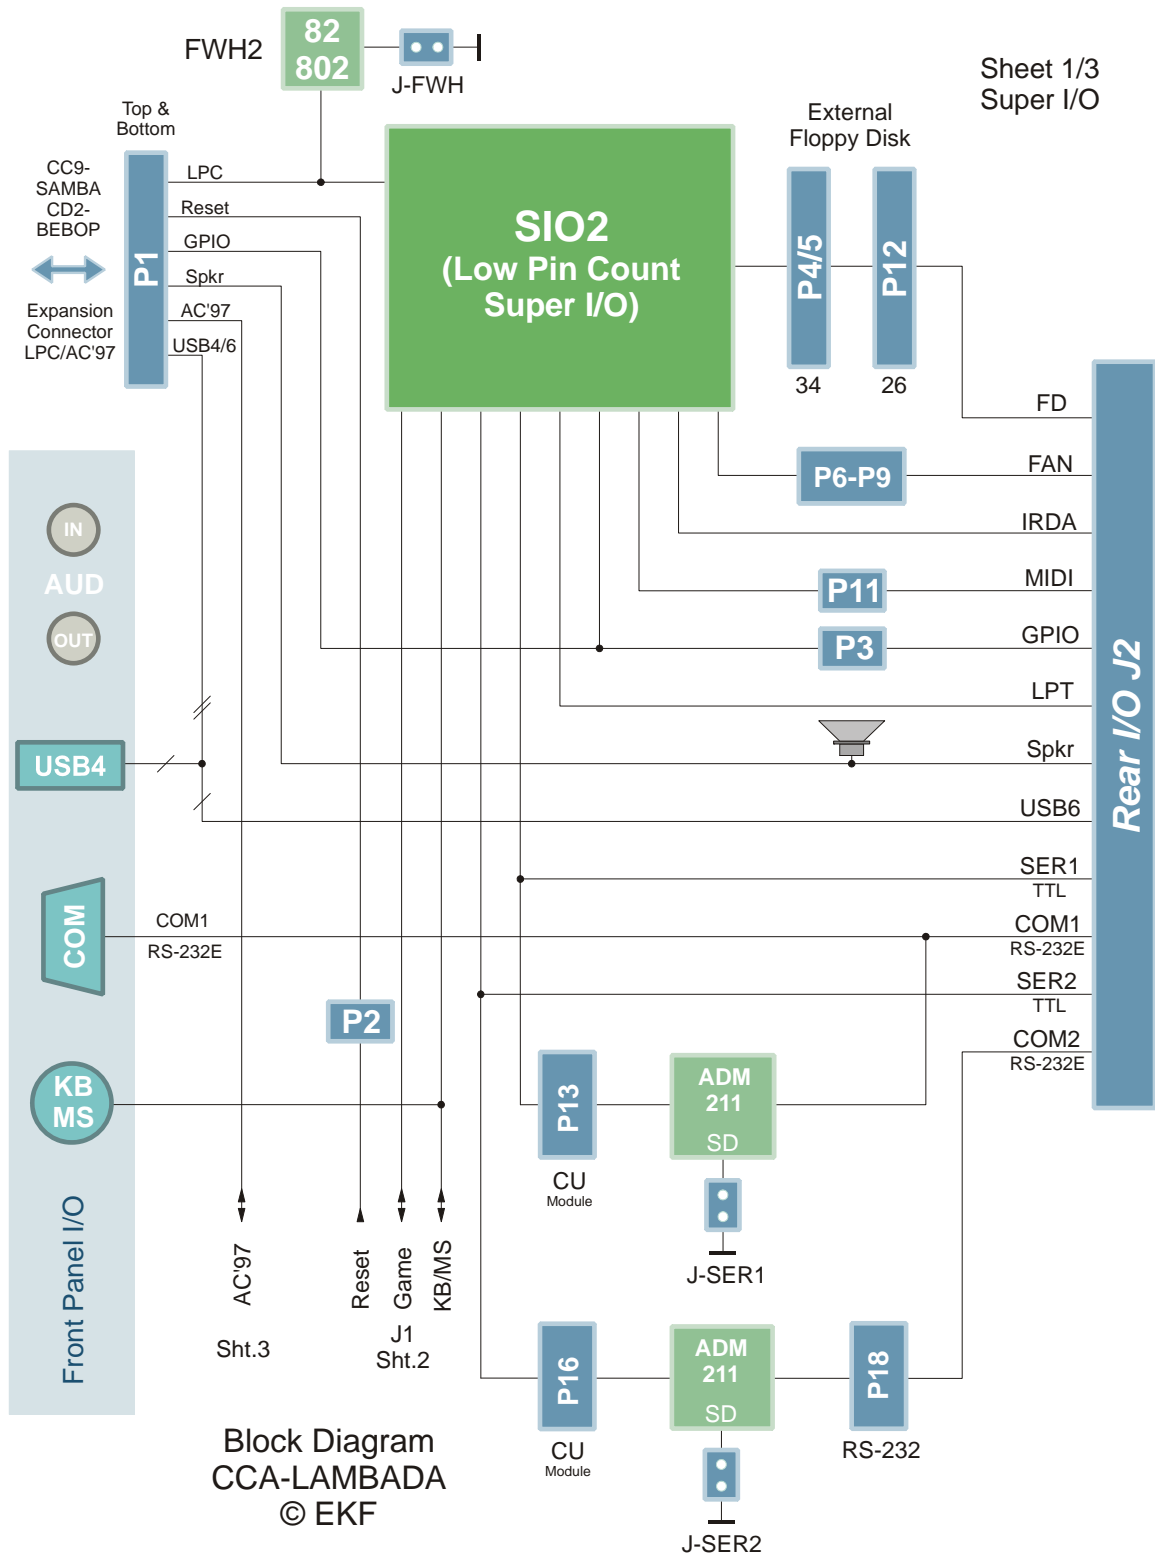 FWH2
82
802
J-FWH
Sheet 1/3
Super I/O
Top &
Bottom
External
Floppy Disk
CC9-
SAMBA
CD2-
BEBOP
P1
LPC
Reset
GPIO
Spkr
AC'97
USB4/6
Expansion
Connector
LPC/AC'97
SIO2
(Low Pin Count
Super I/O)
P4/5
34
P12
26
FD
FAN
IRDA
MIDI
GPIO
LPT
Spkr
USB6
SER1
TTL
COM1
RS-232E
SER2
TTL
COM2
RS-232E
Rear I/O J2
P6-P9
P11
P3
IN
AUD
OUT
USB4
COM
COM1
RS-232E
KB
MS
Front Panel I/O
P2
P13
CU
Module
ADM
211
SD
J-SER1
AC'97
Reset
Game
KB/MS
Sht.3
J1
Sht.2
P16
CU
Module
ADM
211
SD
J-SER2
P18
RS-232
Block Diagram
CCA-LAMBADA
© EKF